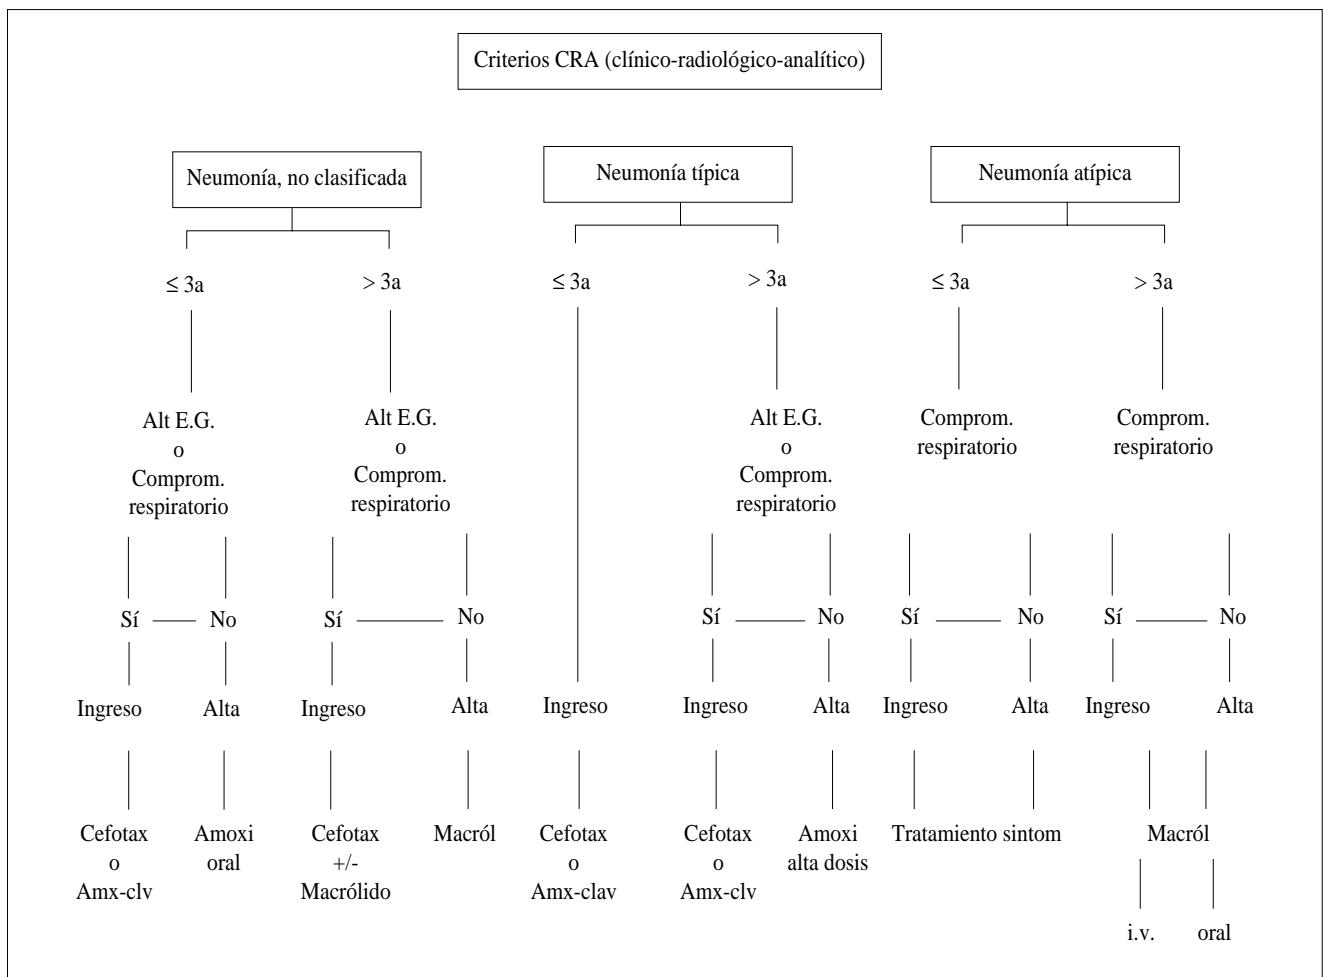 Criterios CRA (clínico-radiológico-analítico)
Neumonía, no clasificada
Neumonía típica
Neumonía atípica
≤ 3a
> 3a
≤ 3a
> 3a
≤ 3a
> 3a
Alt E.G.
o
Comprom.
respiratorio
Alt E.G.
o
Comprom.
respiratorio
Alt E.G.
o
Comprom.
respiratorio
Comprom.
respiratorio
Comprom.
respiratorio
Sí
No
Sí
No
Sí
No
Sí
No
Sí
No
Ingreso
Alta
Ingreso
Alta
Ingreso
Ingreso
Alta
Ingreso
Alta
Ingreso
Alta
Cefotax
o
Amx-clv
Amoxi
oral
Cefotax
+/-
Macrólido
Macról
Cefotax
o
Amx-clav
Cefotax
o
Amx-clv
Amoxi
alta dosis
Tratamiento sintom
Macról
i.v.
oral